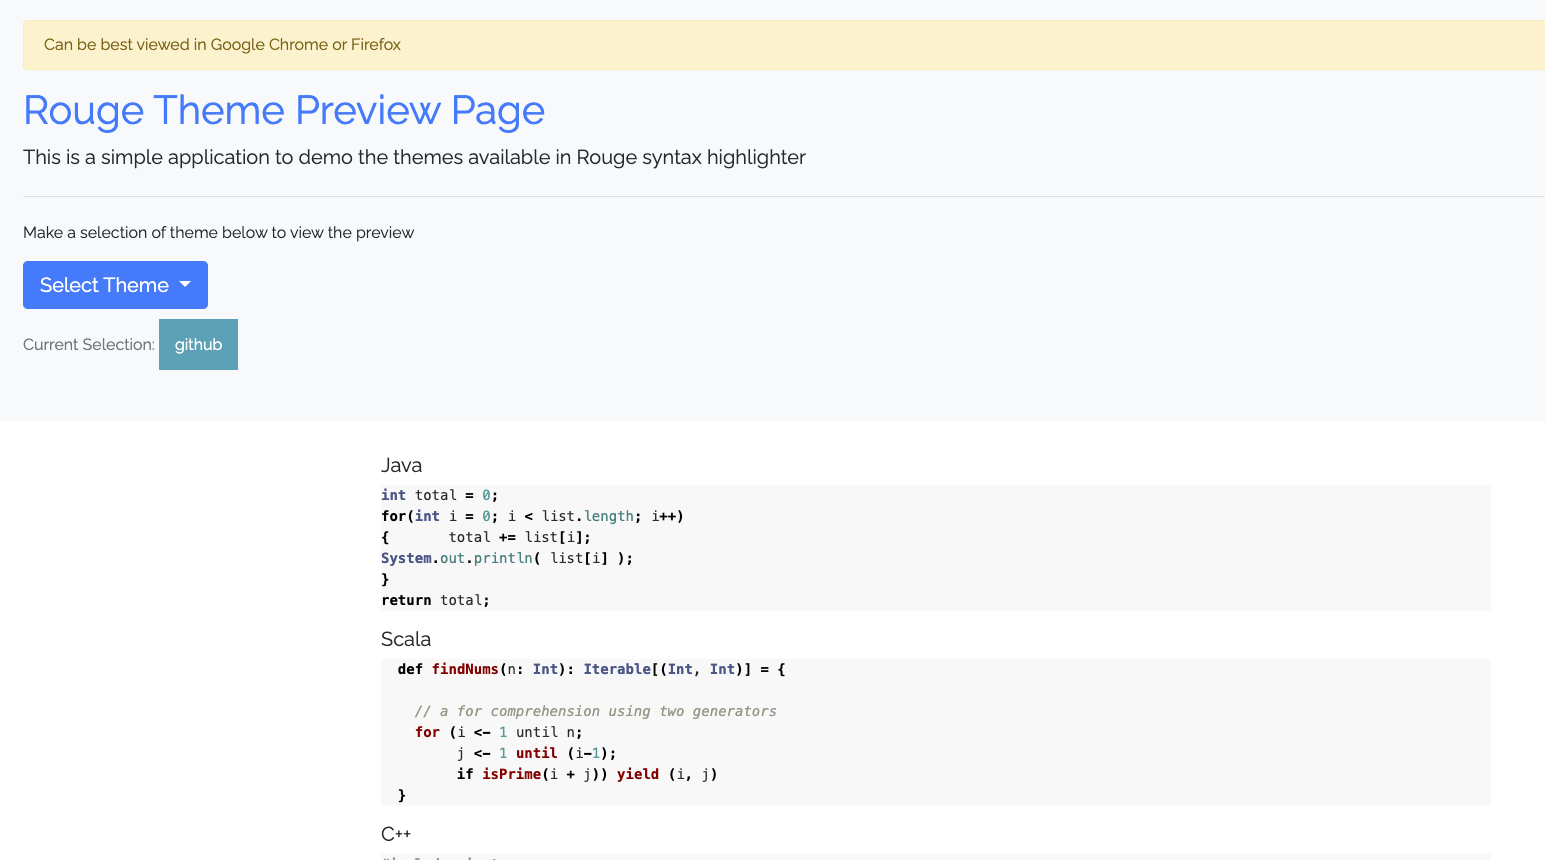 Can be best viewed in Google Chrome or Firefox
Rouge Theme Preview Page
This is a simple application to demo the themes available in Rouge syntax highlighter
Make a selection of theme below to view the preview
Select Theme
Current Selection: github
Java
int total = 0;
for(int i = 0; i < list.length; i++)
{       total += list[i];
System.out.println( list[i] );
}
return total;
Scala
  def findNums(n: Int): Iterable[(Int, Int)] = {
    // a for comprehension using two generators
    for (i <- 1 until n;
         j <- 1 until (i-1);
         if isPrime(i + j)) yield (i, j)
  }
C++